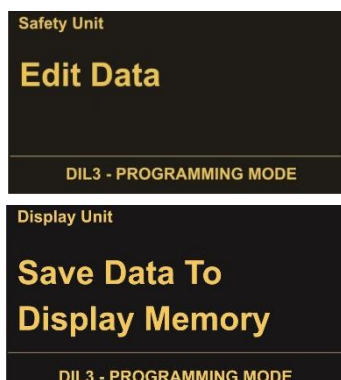 Safety Unit
Edit Data
DIL3 - PROGRAMMING MODE
Display Unit
Save Data To
Display Memory
DIL3 - PROGRAMMING MODE